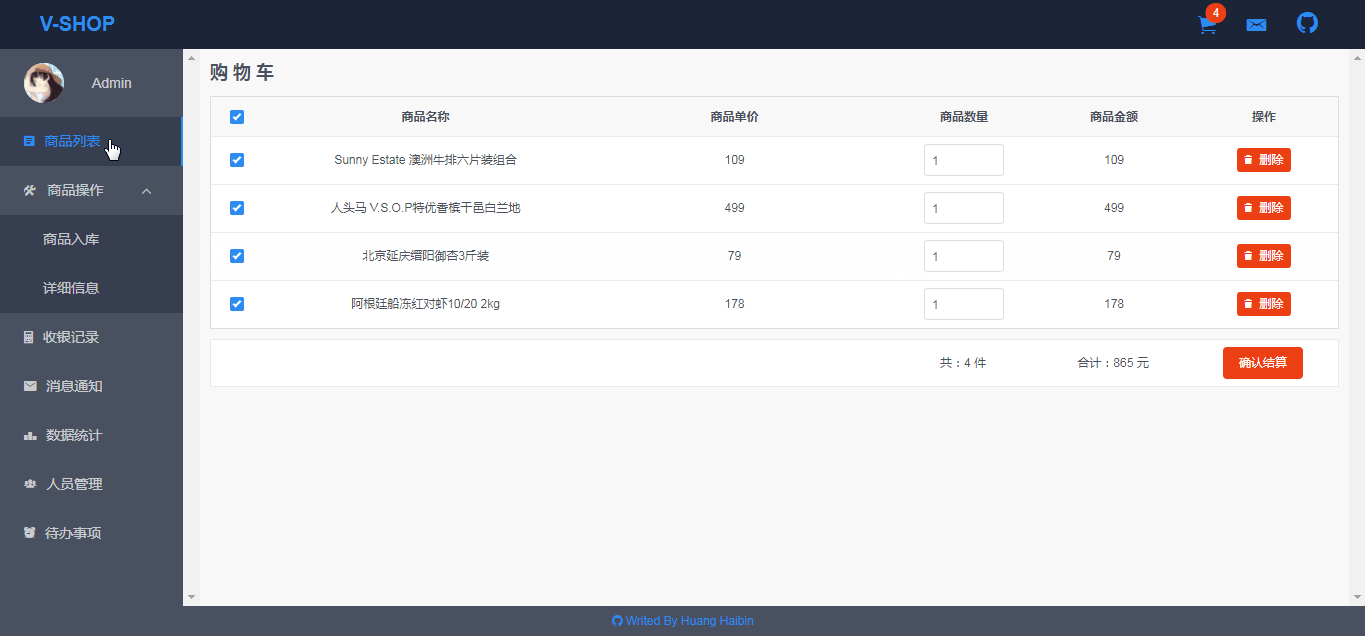 V-SHOP
4
Admin
商品列表
商品操作
商品入库
详细信息
收银记录
消息通知
数据统计
人员管理
待办事项
购 物 车
商品名称 商品单价 商品数量 商品金额 操作
Sunny Estate 澳洲牛排六片装组合 109 1 109 删除
人头马 V.S.O.P特优香槟干邑白兰地 499 1 499 删除
北京延庆缙阳御杏3斤装 79 1 79 删除
阿根廷船冻红对虾10/20 2kg 178 1 178 删除
共：4 件 合计：865 元 确认结算
Writed By Huang Haibin